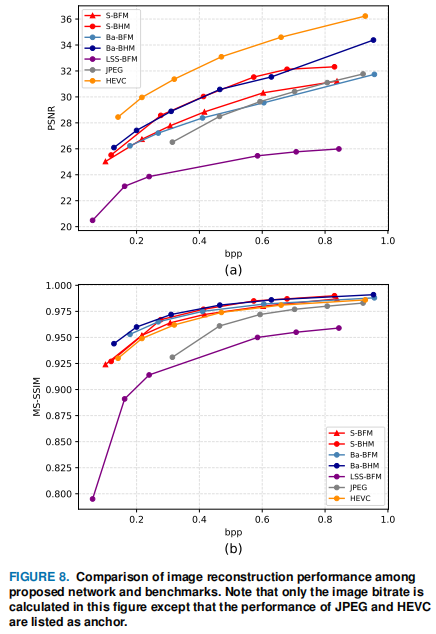 36
34
32
30
28
26
24
22
20
PSNR
S-BFM
S-BHM
Ba-BFM
Ba-BHM
LSS-BFM
JPEG
HEVC
0.2 0.4 0.6 0.8 1.0
bpp
(a)
1.000
0.975
0.950
0.925
0.900
0.875
0.850
0.825
0.800
MS-SSIM
S-BFM
S-BHM
Ba-BFM
Ba-BHM
LSS-BFM
JPEG
HEVC
0.2 0.4 0.6 0.8 1.0
bpp
(b)
FIGURE 8. Comparison of image reconstruction performance among
proposed network and benchmarks. Note that only the image bitrate is
calculated in this figure except that the performance of JPEG and HEVC
are listed as anchor.